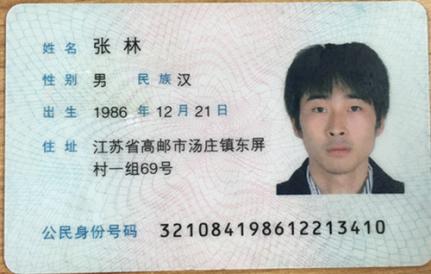 姓名 张林
性别 男 民族 汉
出生 1986 年 12 月 21 日
住址 江苏省高邮市汤庄镇东屏
村一组69号
公民身份号码 321084198612213410